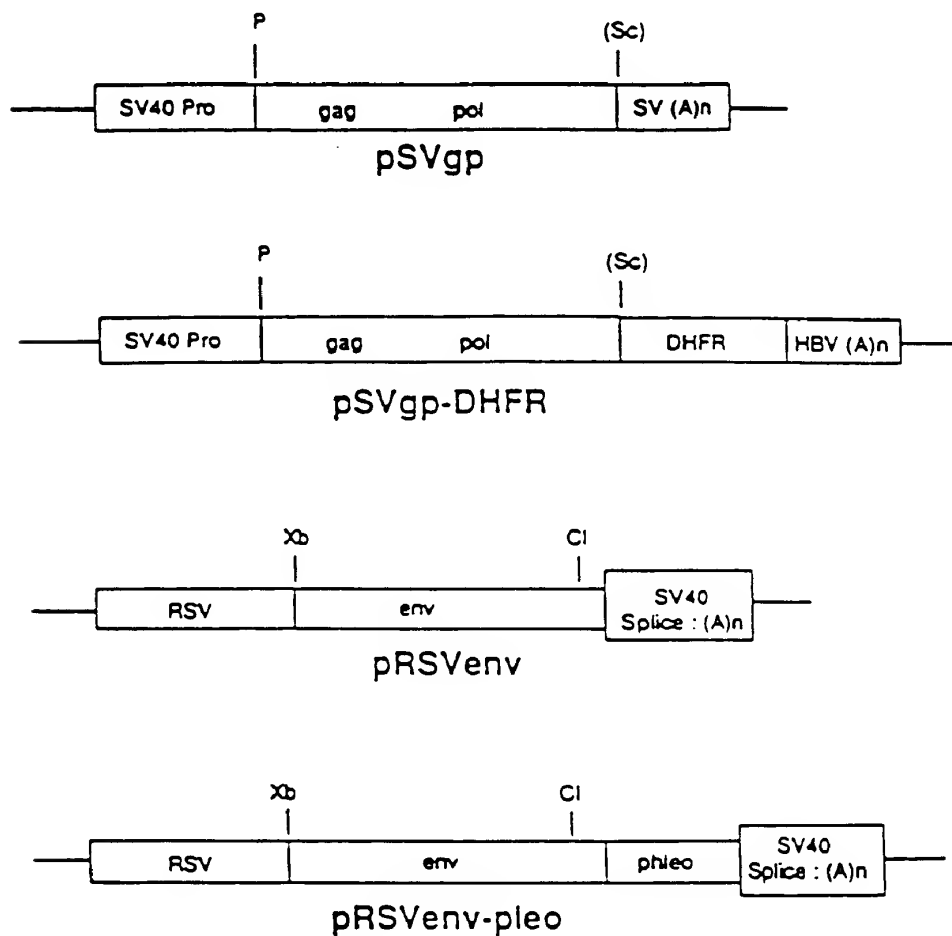 P (Sc)
SV40 Pro gag pol SV (A)n
pSVgp
P (Sc)
SV40 Pro gag pol DHFR HBV (A)n
pSVgp-DHFR
Xb Cl
RSV env SV40
Splice : (A)n
pRSVenv
Xb Cl
RSV env phleo SV40
Splice : (A)n
pRSVenv-pleo